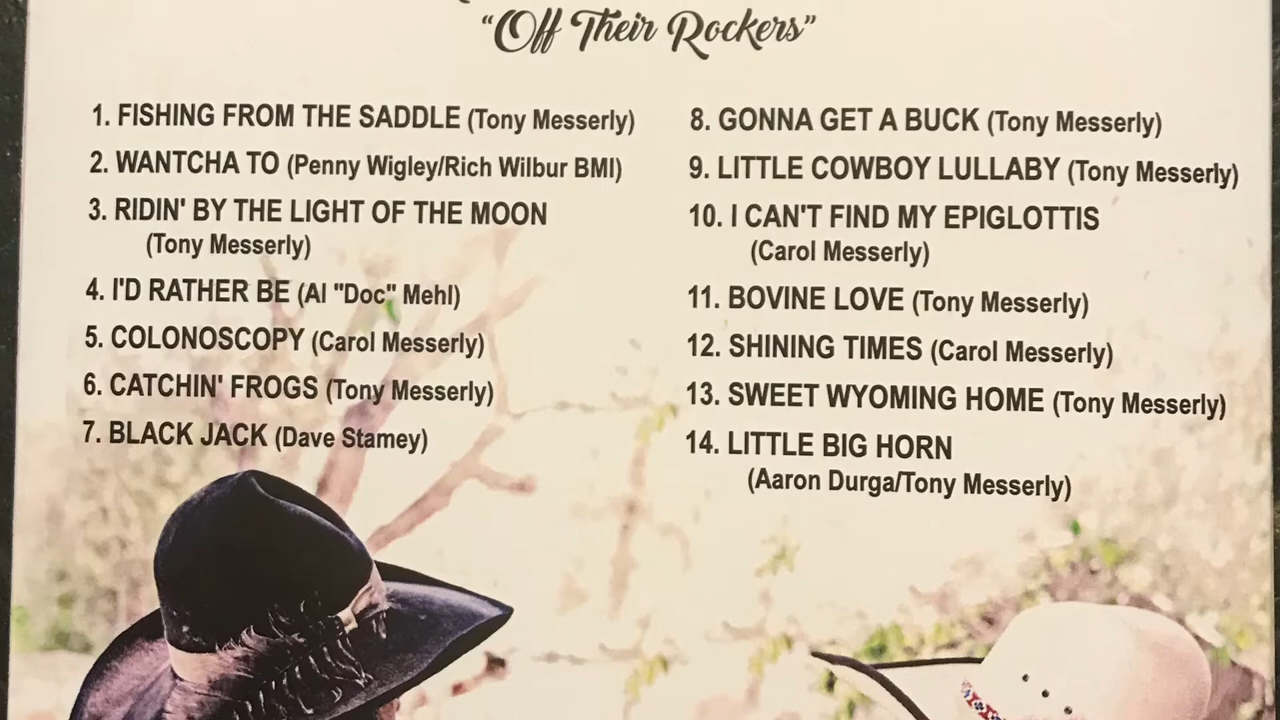 "Off Their Rockers"
1. FISHING FROM THE SADDLE (Tony Messerly)
2. WANTCHA TO (Penny Wigley/Rich Wilbur BMI)
3. RIDIN' BY THE LIGHT OF THE MOON
(Tony Messerly)
4. I'D RATHER BE (Al "Doc" Mehl)
5. COLONOSCOPY (Carol Messerly)
6. CATCHIN' FROGS (Tony Messerly)
7. BLACK JACK (Dave Stamey)
8. GONNA GET A BUCK (Tony Messerly)
9. LITTLE COWBOY LULLABY (Tony Messerly)
10. I CAN'T FIND MY EPIGLOTTIS
(Carol Messerly)
11. BOVINE LOVE (Tony Messerly)
12. SHINING TIMES (Carol Messerly)
13. SWEET WYOMING HOME (Tony Messerly)
14. LITTLE BIG HORN
(Aaron Durga/Tony Messerly)